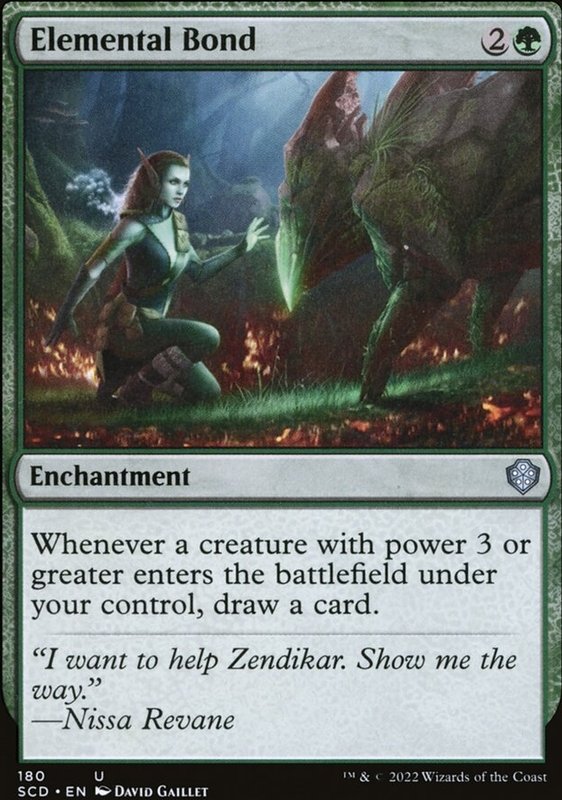 Elemental Bond 2
Enchantment
Whenever a creature with power 3 or
greater enters the battlefield under
your control, draw a card.
“I want to help Zendikar. Show me the
way.”
—Nissa Revane
180 U
SCD • EN DAVID GAILLET
™ & © 2022 Wizards of the Coast